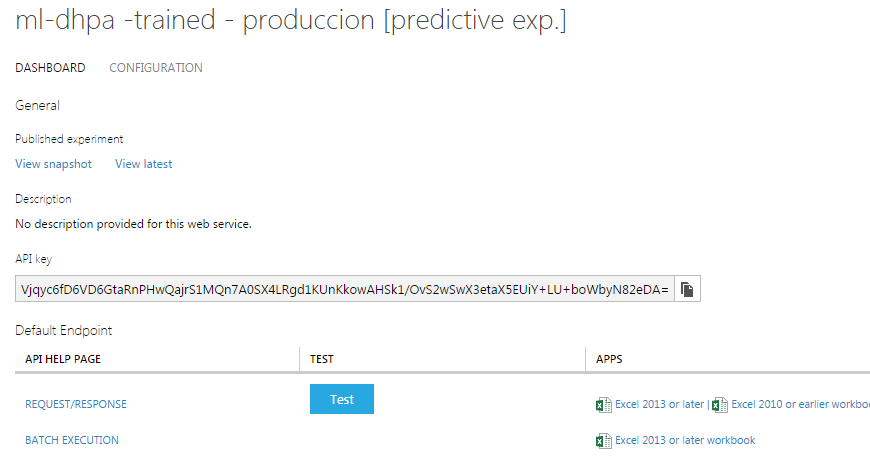 ml-dhpa -trained - produccion [predictive exp.]
DASHBOARD CONFIGURATION
General
Published experiment
View snapshot View latest
Description
No description provided for this web service.
API key
Vjqyc6fD6VD6GtaRnPHwQajrS1MQn7A0SX4LRgd1KUnKkowAHSk1/OvS2wSwX3etaX5EUiY+LU+boWbyN82eDA=
Default Endpoint
API HELP PAGE TEST APPS
REQUEST/RESPONSE Test Excel 2013 or later | Excel 2010 or earlier workboo
BATCH EXECUTION Excel 2013 or later workbook